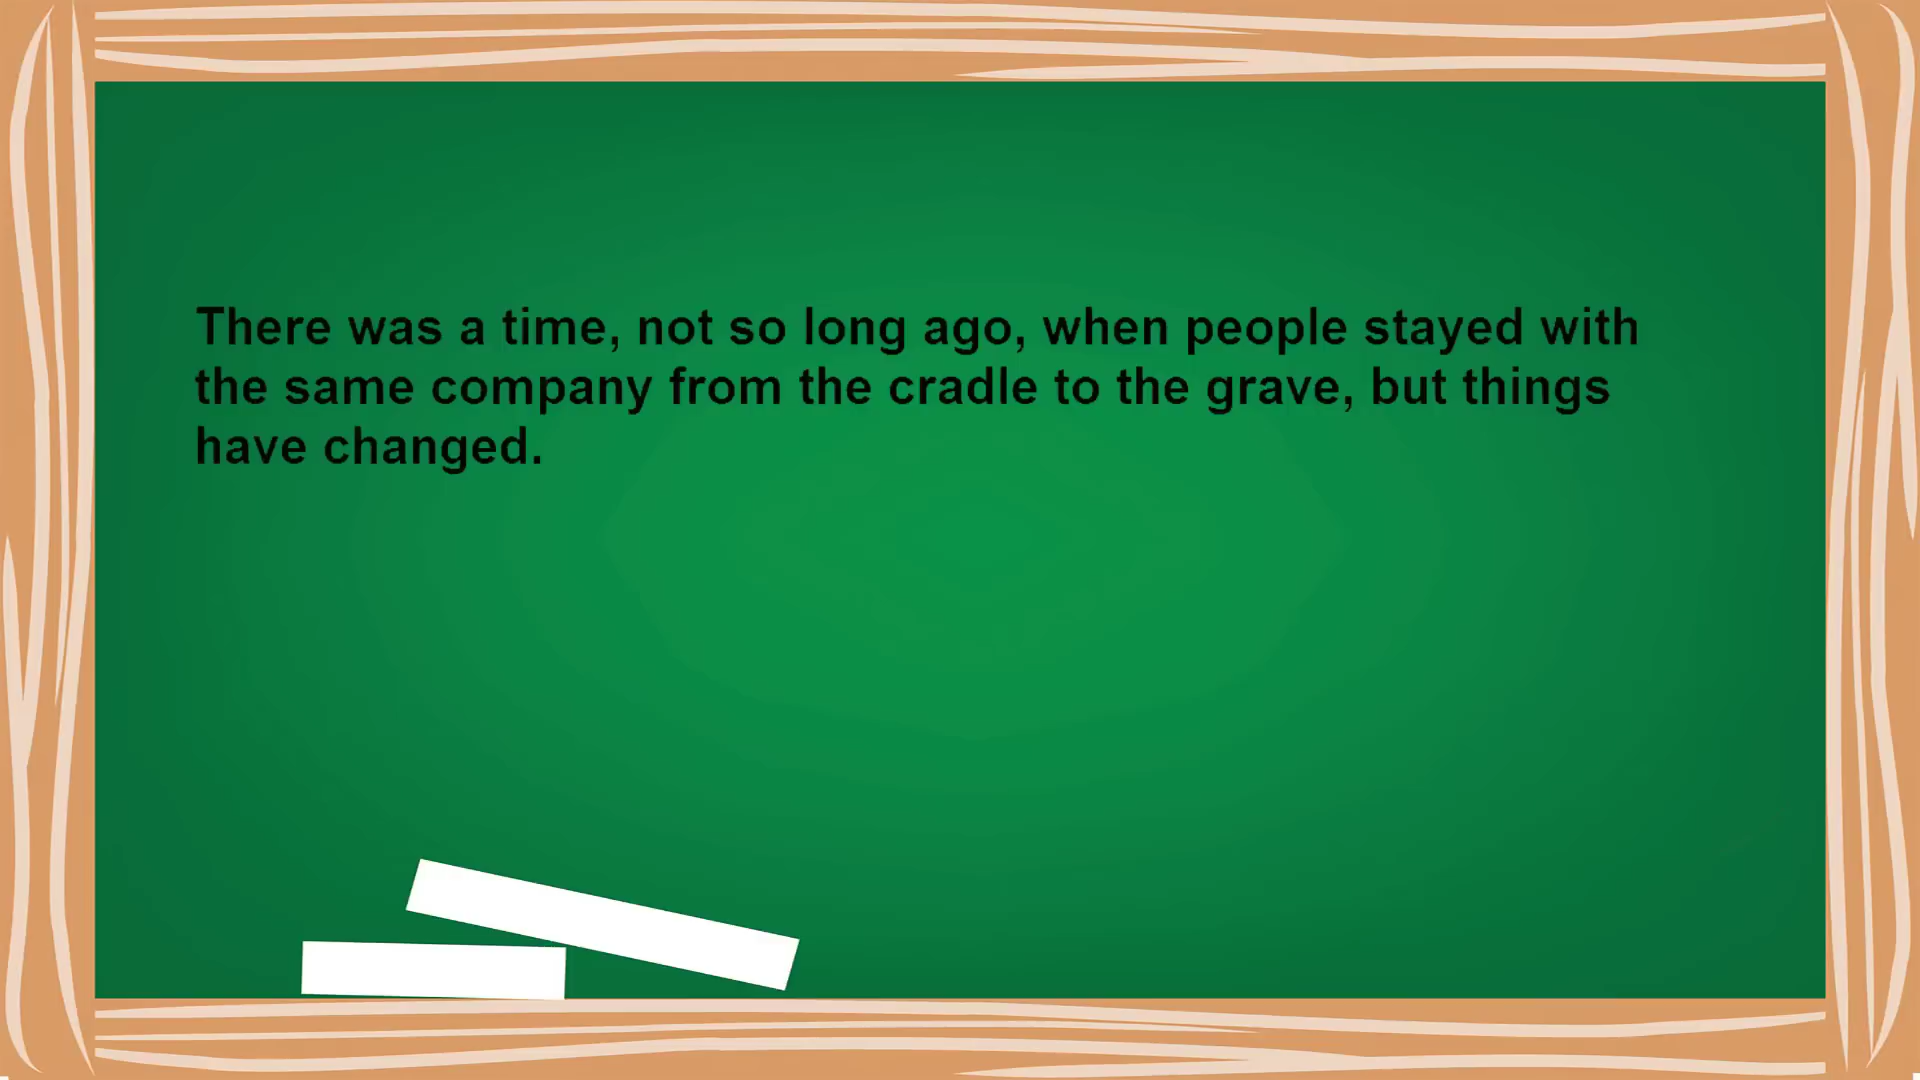 There was a time, not so long ago, when people stayed with
the same company from the cradle to the grave, but things
have changed.